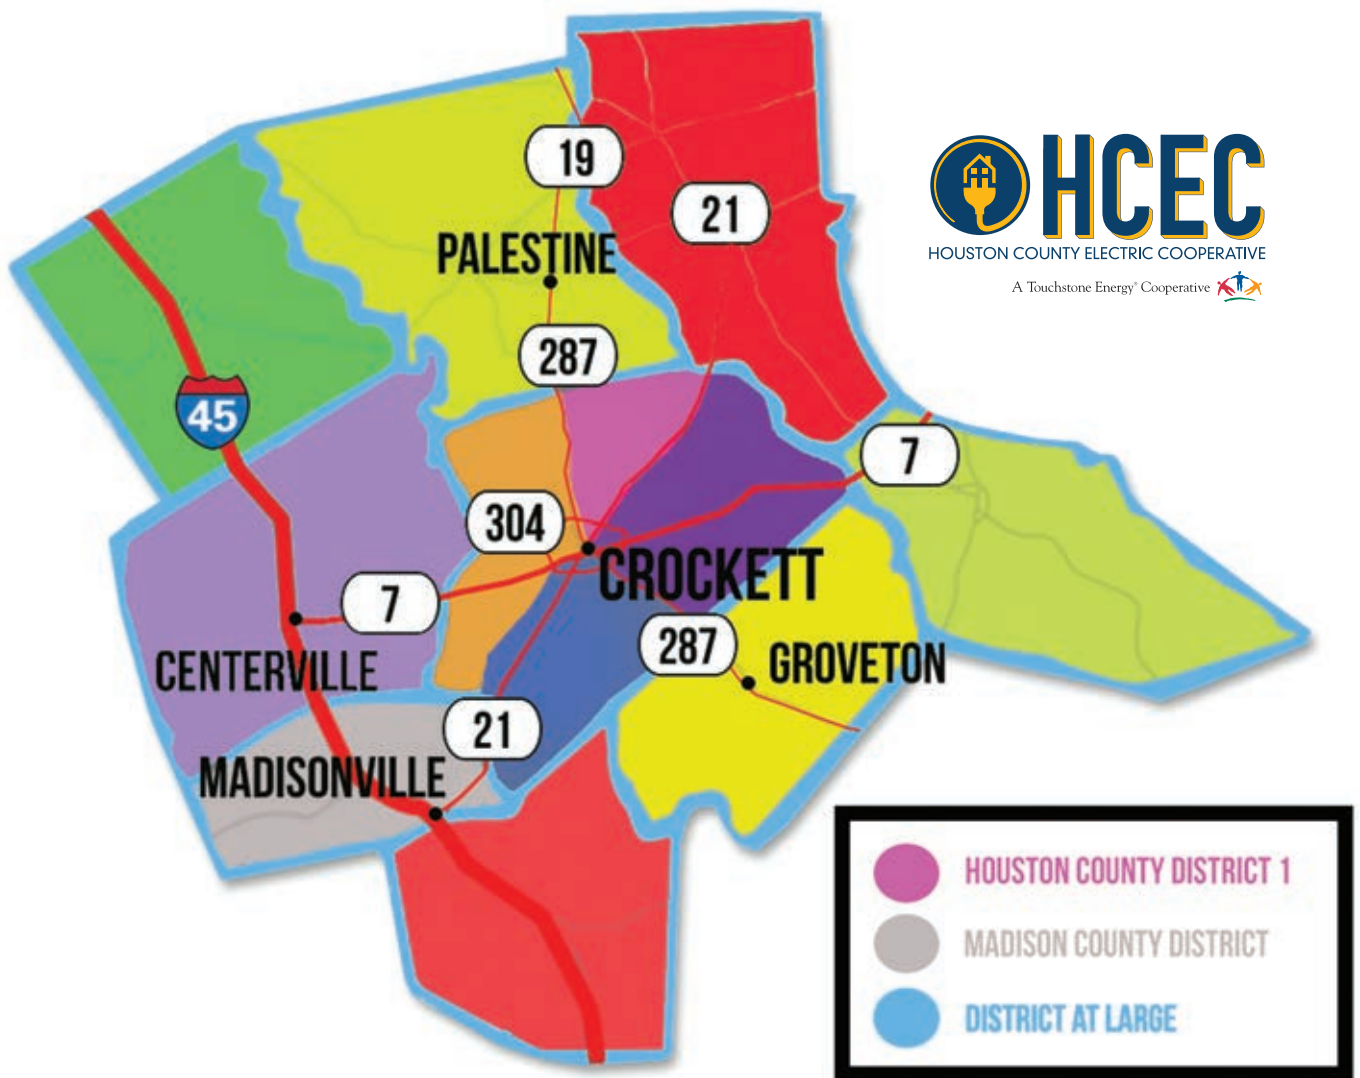 19
21
HCEC
HOUSTON COUNTY ELECTRIC COOPERATIVE
A Touchstone Energy® Cooperative
PALESTINE
287
45
7
304
CROCKETT
7
287
GROVETON
CENTERVILLE
21
MADISONVILLE
HOUSTON COUNTY DISTRICT 1
MADISON COUNTY DISTRICT
DISTRICT AT LARGE